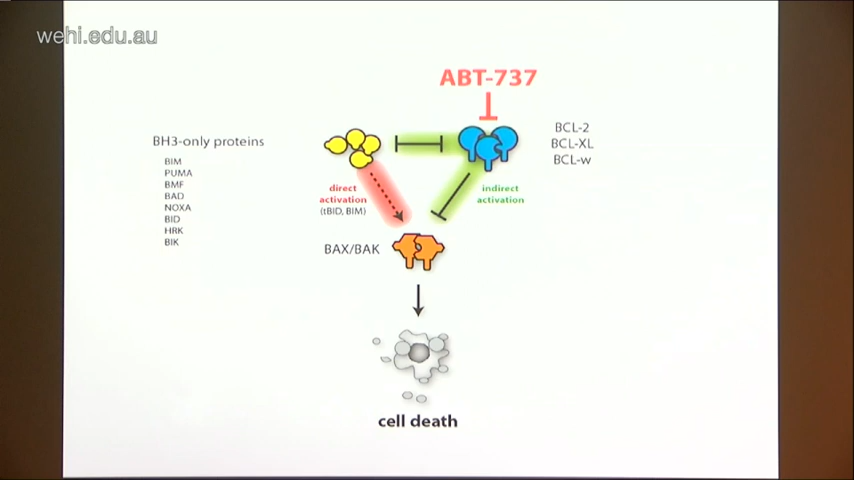 wehi.edu.au
ABT-737
BH3-only proteins
BIM
PUMA
BMF
BAD
NOXA
BID
HRK
BIK
BCL-2
BCL-XL
BCL-w
direct
activation
(tBID, BIM)
indirect
activation
BAX/BAK
cell death